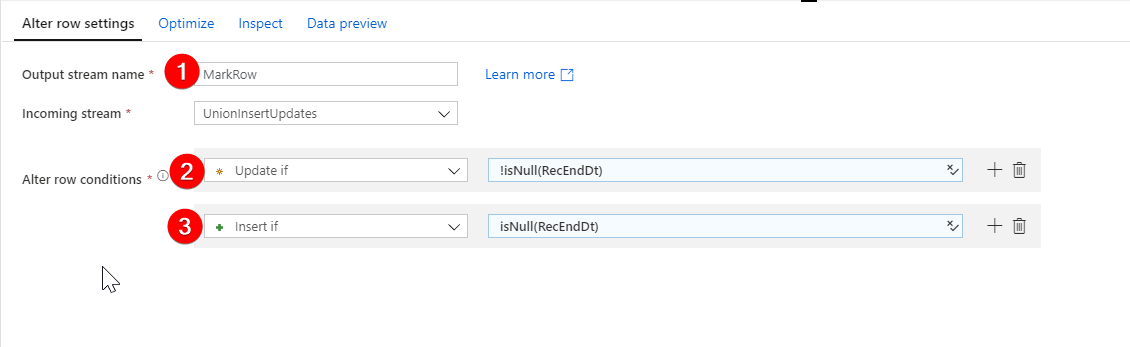 Alter row settings Optimize Inspect Data preview
Output stream name * 1 MarkRow Learn more
Incoming stream * UnionInsertUpdates
Alter row conditions * 2 Update if !isNull(RecEndDt)
3 Insert if isNull(RecEndDt)